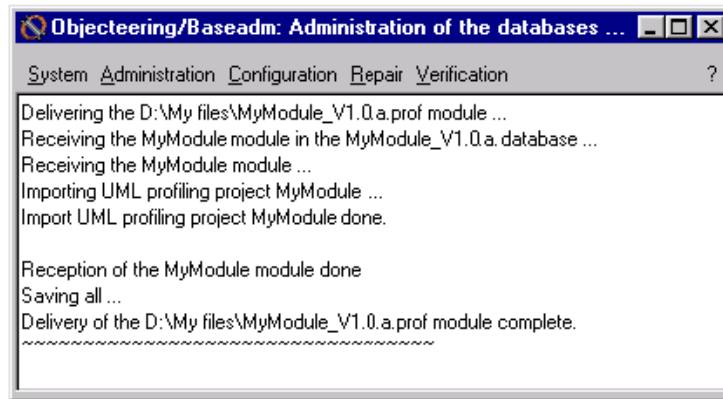 Objecteering/Baseadm: Administration of the databases ...
System Administration Configuration Repair Verification ?
Delivering the D:\My files\MyModule_V1.0.a.prof module ...
Receiving the MyModule module in the MyModule_V1.0.a. database ...
Receiving the MyModule module ...
Importing UML profiling project MyModule ...
Import UML profiling project MyModule done.
Reception of the MyModule module done
Saving all ...
Delivery of the D:\My files\MyModule_V1.0.a.prof module complete.
~~~~~~~~~~~~~~~~~~~~~~~~~~~~~~~~~~